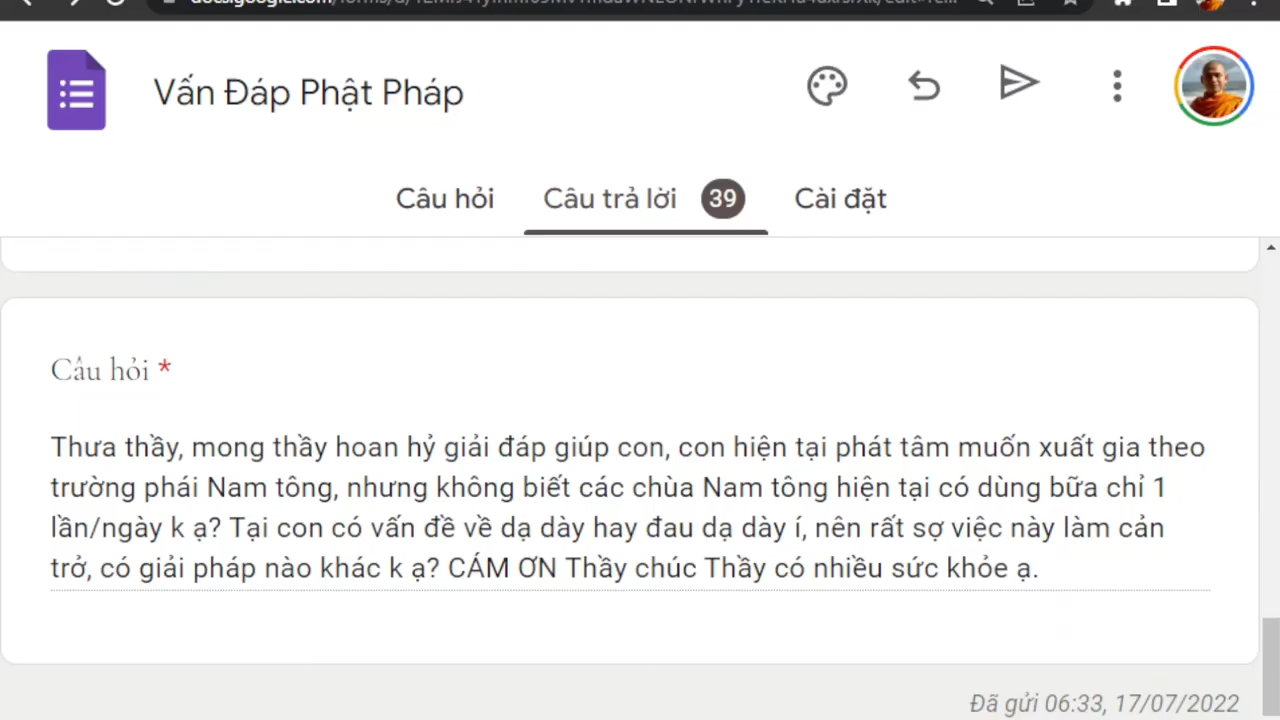 Vấn Đáp Phật Pháp
Câu hỏi
Câu trả lời 39
Cài đặt
Câu hỏi *
Thưa thầy, mong thầy hoan hỷ giải đáp giúp con, con hiện tại phát tâm muốn xuất gia theo
trường phái Nam tông, nhưng không biết các chùa Nam tông hiện tại có dùng bữa chỉ 1
lần/ngày k ạ? Tại con có vấn đề về dạ dày hay đau dạ dày í, nên rất sợ việc này làm cản
trở, có giải pháp nào khác k ạ? CÁM ƠN Thầy chúc Thầy có nhiều sức khỏe ạ.
Đã gửi 06:33, 17/07/2022